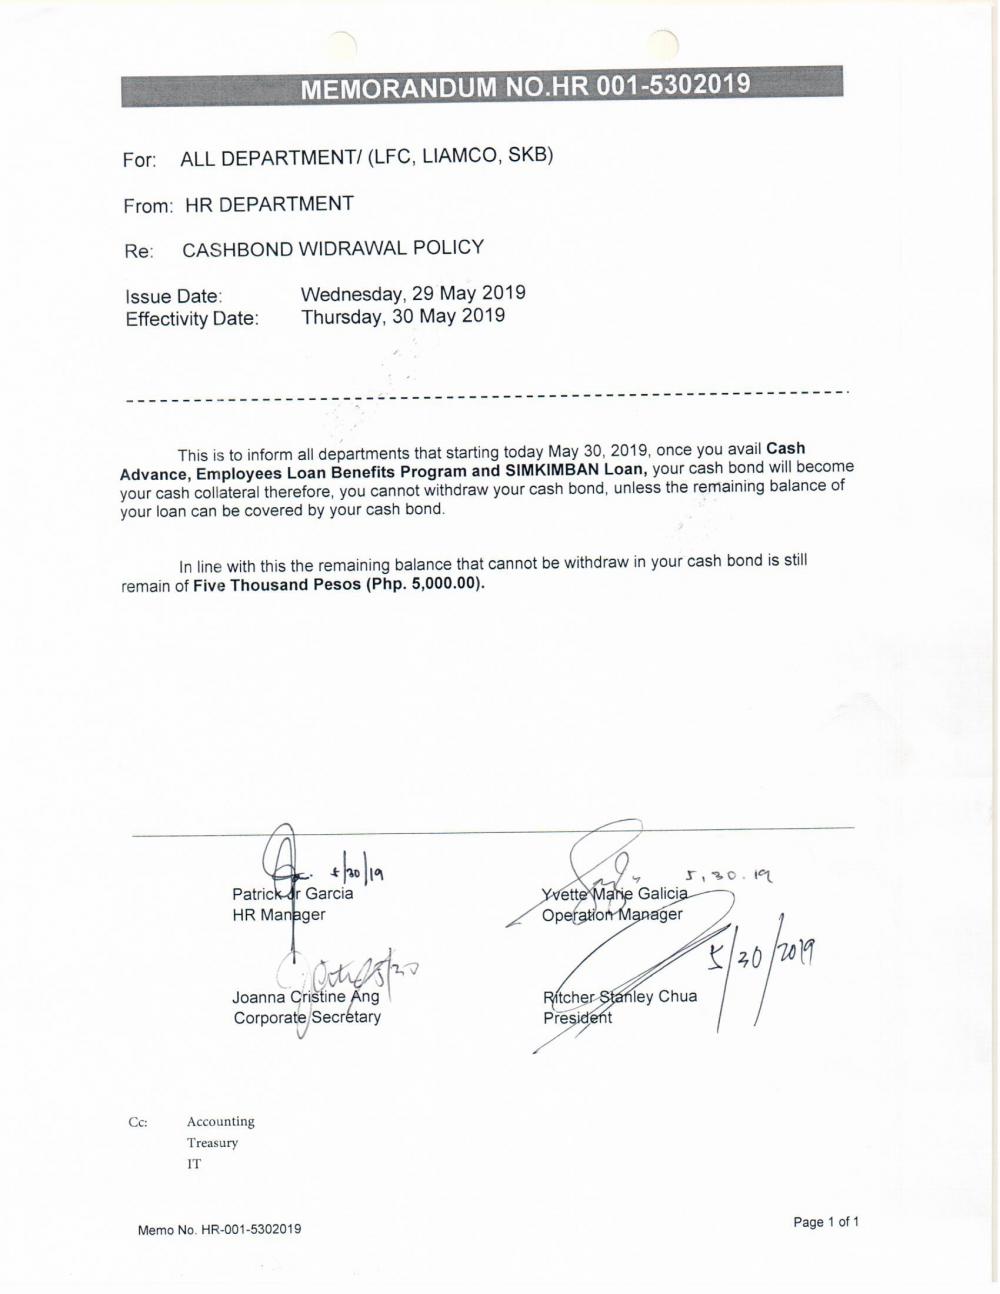 MEMORANDUM NO.HR 001-5302019
For: ALL DEPARTMENT/ (LFC, LIAMCO, SKB)
From: HR DEPARTMENT
Re: CASHBOND WIDRAWAL POLICY
Issue Date: Wednesday, 29 May 2019
Effectivity Date: Thursday, 30 May 2019
This is to inform all departments that starting today May 30, 2019, once you avail Cash
Advance, Employees Loan Benefits Program and SIMKIMBAN Loan, your cash bond will become
your cash collateral therefore, you cannot withdraw your cash bond, unless the remaining balance of
your loan can be covered by your cash bond.
In line with this the remaining balance that cannot be withdraw in your cash bond is still
remain of Five Thousand Pesos (Php. 5,000.00).
5/30/19
Patrick Garcia
HR Manager
5.30.19
Yvette Marie Galicia
Operation Manager
5/30
Joanna Cristine Ang
Corporate Secretary
5/30/2019
Ritcher Stanley Chua
President
Cc: Accounting
Treasury
IT
Memo No. HR-001-5302019
Page 1 of 1